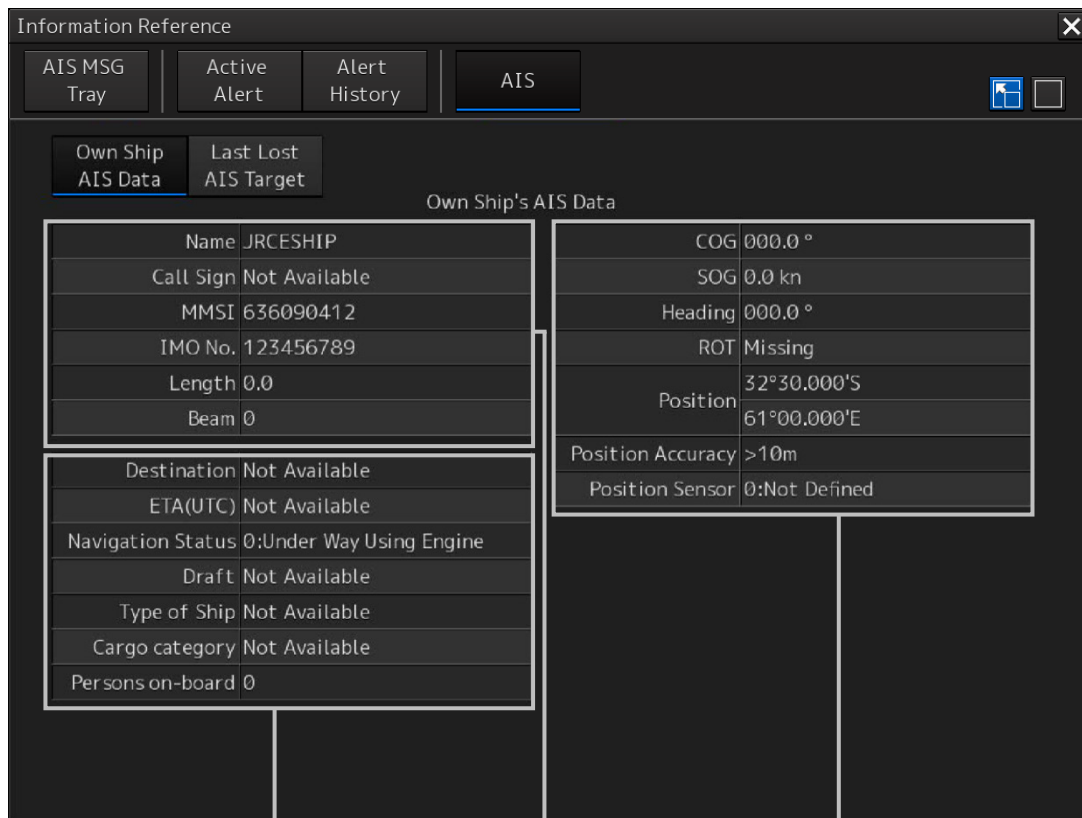 Information Reference
AIS MSG Tray
Active Alert
Alert History
AIS
Own Ship AIS Data
Last Lost AIS Target
Own Ship's AIS Data
Name JRCESHIP
Call Sign Not Available
MMSI 636090412
IMO No. 123456789
Length 0.0
Beam 0
Destination Not Available
ETA(UTC) Not Available
Navigation Status 0:Under Way Using Engine
Draft Not Available
Type of Ship Not Available
Cargo category Not Available
Persons on-board 0
COG 000.0 °
SOG 0.0 kn
Heading 000.0 °
ROT Missing
Position 32°30.000'S
61°00.000'E
Position Accuracy >10m
Position Sensor 0:Not Defined